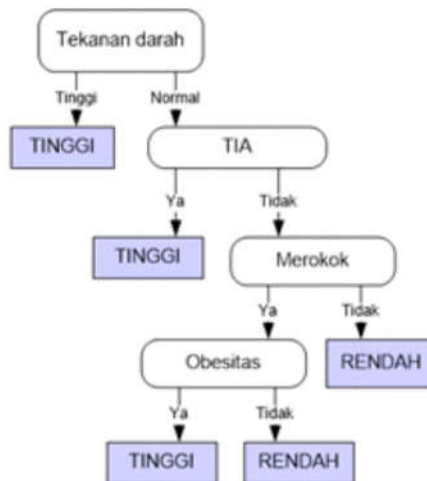 Tekanan darah
Tinggi Normal
TINGGI TIA
Ya Tidak
TINGGI Merokok
Ya Tidak
Obesitas RENDAH
Ya Tidak
TINGGI RENDAH